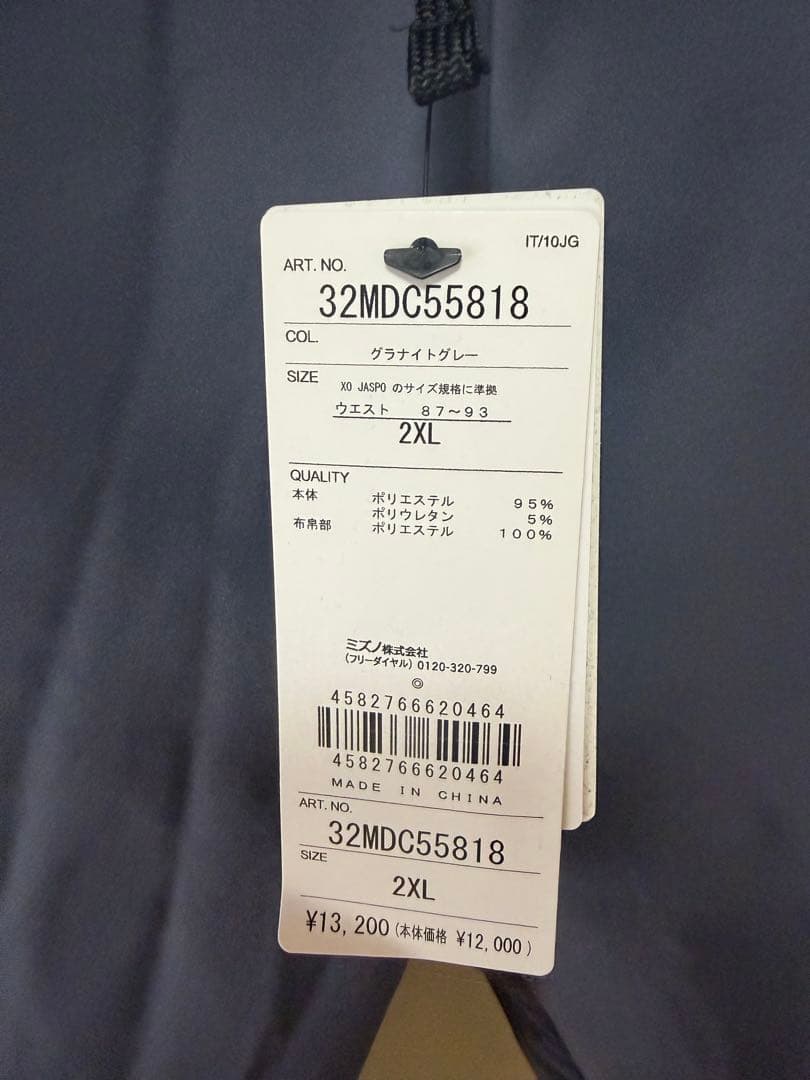 IT/10JG
ART. NO.
32MDC55818
COL.
グラナイトグレー
SIZE
XO JASPO のサイズ規格に準拠
ウエスト 87～93
2XL
QUALITY
本体 ポリエステル 95%
ポリウレタン 5%
布帛部 ポリエステル 100%
ミズノ株式会社
(フリーダイヤル) 0120-320-799
◎
4582766620464
4582766620464
MADE IN CHINA
ART. NO.
32MDC55818
SIZE
2XL
¥13,200(本体価格 ¥12,000)